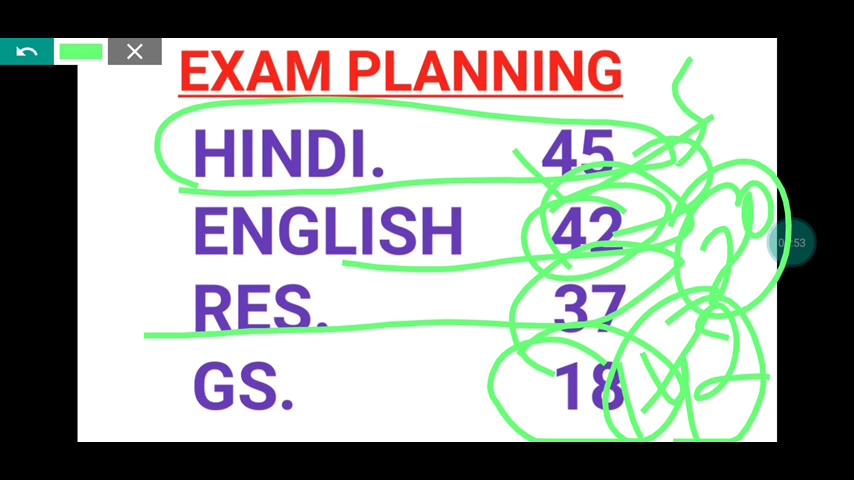 EXAM PLANNING
HINDI. 45
ENGLISH 42
RES. 37
GS. 18